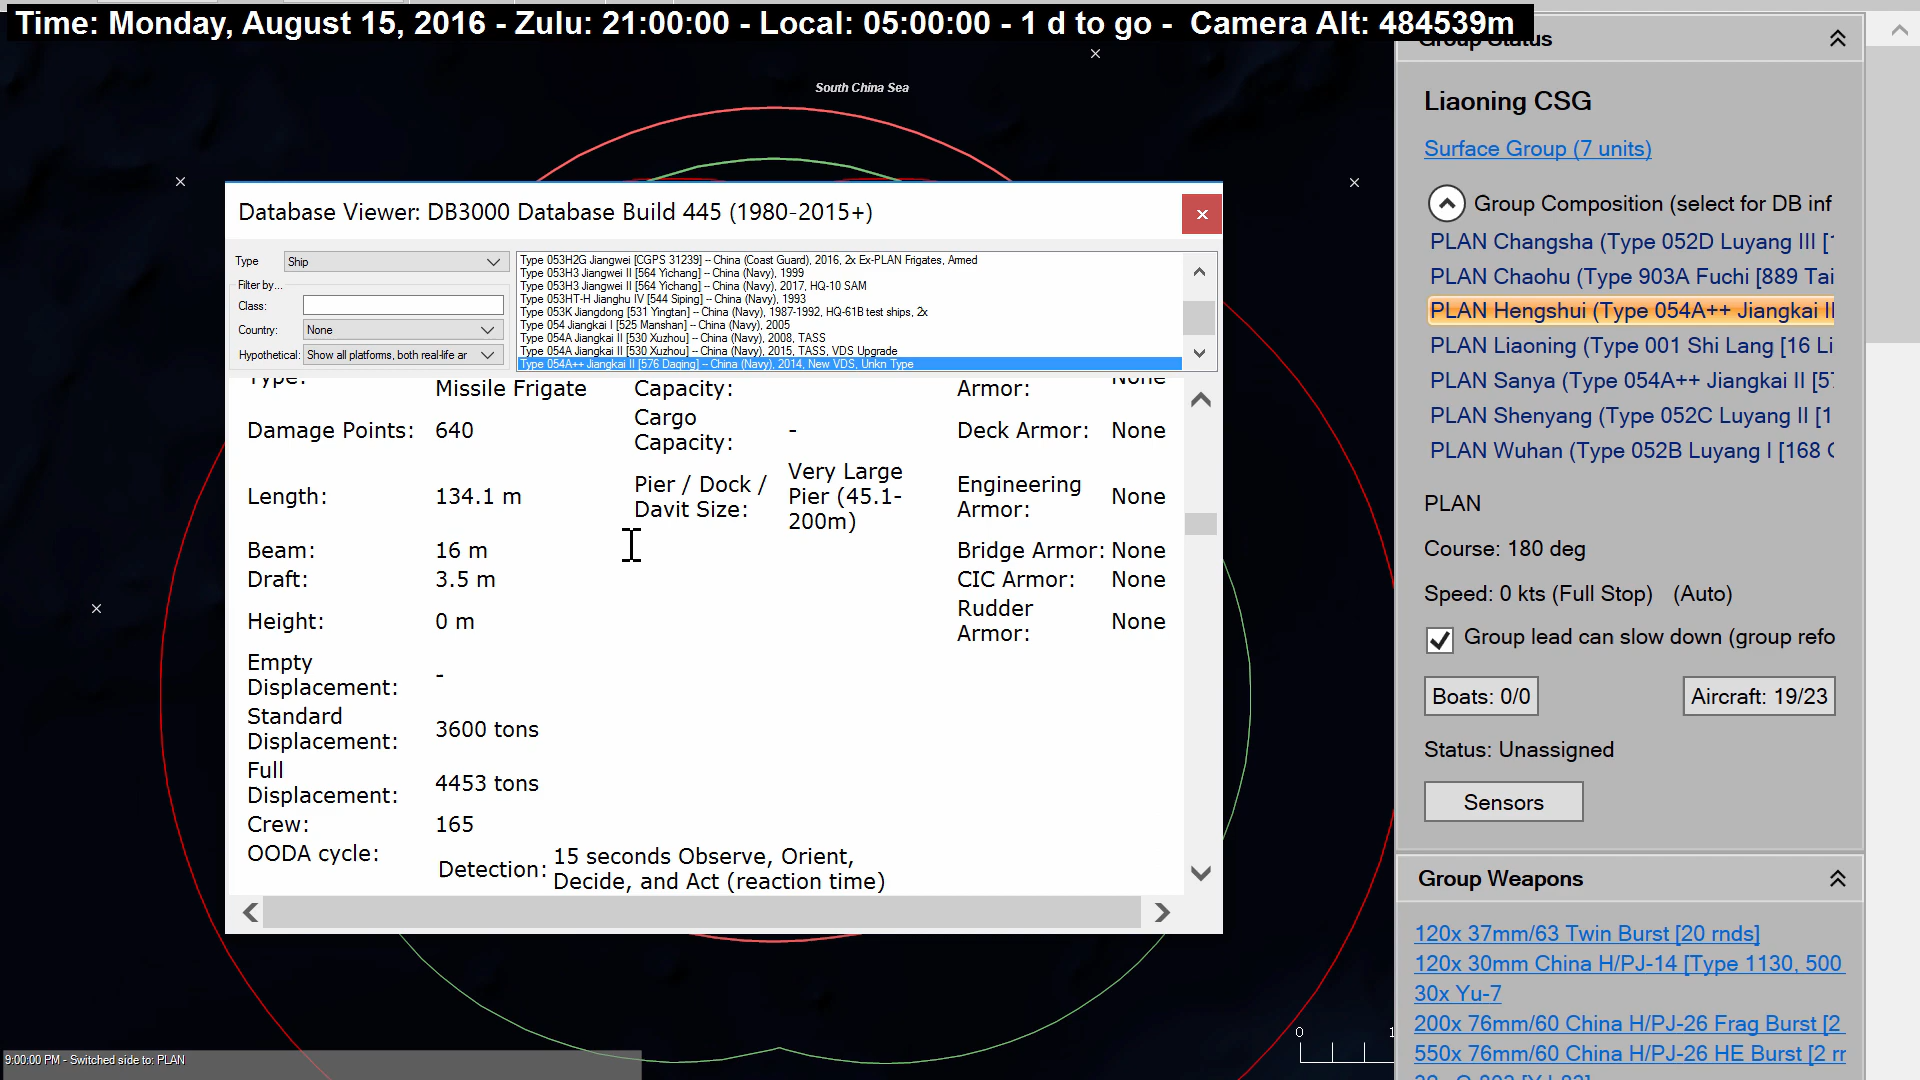 Time: Monday, August 15, 2016 - Zulu: 21:00:00 - Local: 05:00:00 - 1 d to go - Camera Alt: 484539m
South China Sea
Database Viewer: DB3000 Database Build 445 (1980-2015+)
Type
Ship
Filter by...
Class:
Country:
None
Hypothetical:
Show all platforms, both real-life ar
Type 053H2G Jiangwei [CGPS 31239] -- China (Coast Guard), 2016, 2x Ex-PLAN Frigates, Armed
Type 053H3 Jiangwei II [564 Yichang] -- China (Navy), 1999
Type 053H3 Jiangwei II [564 Yichang] -- China (Navy), 2017, HQ-10 SAM
Type 053HT-H Jianghu IV [544 Siping] -- China (Navy), 1993
Type 053K Jiangdong [531 Yingtan] -- China (Navy), 1987-1992, HQ-61B test ships, 2x
Type 054 Jiangkai I [525 Manshan] -- China (Navy), 2005
Type 054A Jiangkai II [530 Xuzhou] -- China (Navy), 2008, TASS
Type 054A Jiangkai II [530 Xuzhou] -- China (Navy), 2015, TASS, VDS Upgrade
Type 054A++ Jiangkai II [576 Daqing] -- China (Navy), 2014, New VDS, Unkn Type
Type:
Missile Frigate
Capacity:
Armor:
None
Damage Points:
640
Cargo
Capacity:
-
Deck Armor:
None
Length:
134.1 m
Pier / Dock /
Davit Size:
Very Large
Pier (45.1-
200m)
Engineering
Armor:
None
Beam:
16 m
Bridge Armor:
None
Draft:
3.5 m
CIC Armor:
None
Height:
0 m
Rudder
Armor:
None
Empty
Displacement:
-
Standard
Displacement:
3600 tons
Full
Displacement:
4453 tons
Crew:
165
OODA cycle:
Detection:
15 seconds Observe, Orient,
Decide, and Act (reaction time)
9:00:00 PM - Switched side to: PLAN
0
1
Group Status
Liaoning CSG
Surface Group (7 units)
Group Composition (select for DB inf
PLAN Changsha (Type 052D Luyang III [
PLAN Chaohu (Type 903A Fuchi [889 Tai
PLAN Hengshui (Type 054A++ Jiangkai II
PLAN Liaoning (Type 001 Shi Lang [16 Li
PLAN Sanya (Type 054A++ Jiangkai II [5
PLAN Shenyang (Type 052C Luyang II [1
PLAN Wuhan (Type 052B Luyang I [168
PLAN
Course: 180 deg
Speed: 0 kts (Full Stop) (Auto)
Group lead can slow down (group refo
Boats: 0/0
Aircraft: 19/23
Status: Unassigned
Sensors
Group Weapons
120x 37mm/63 Twin Burst [20 rnds]
120x 30mm China H/PJ-14 [Type 1130, 500
30x Yu-7
200x 76mm/60 China H/PJ-26 Frag Burst [2
550x 76mm/60 China H/PJ-26 HE Burst [2